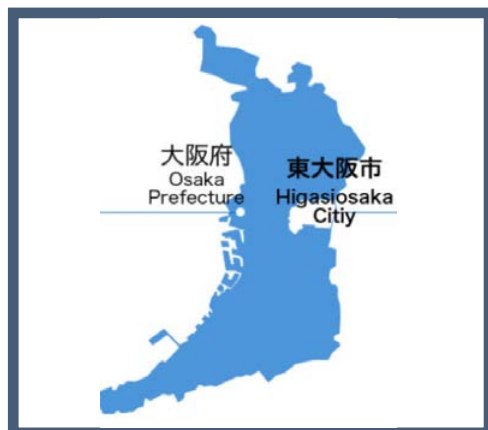 大阪府
Osaka
Prefecture
東大阪市
Higasiosaka
Citiy